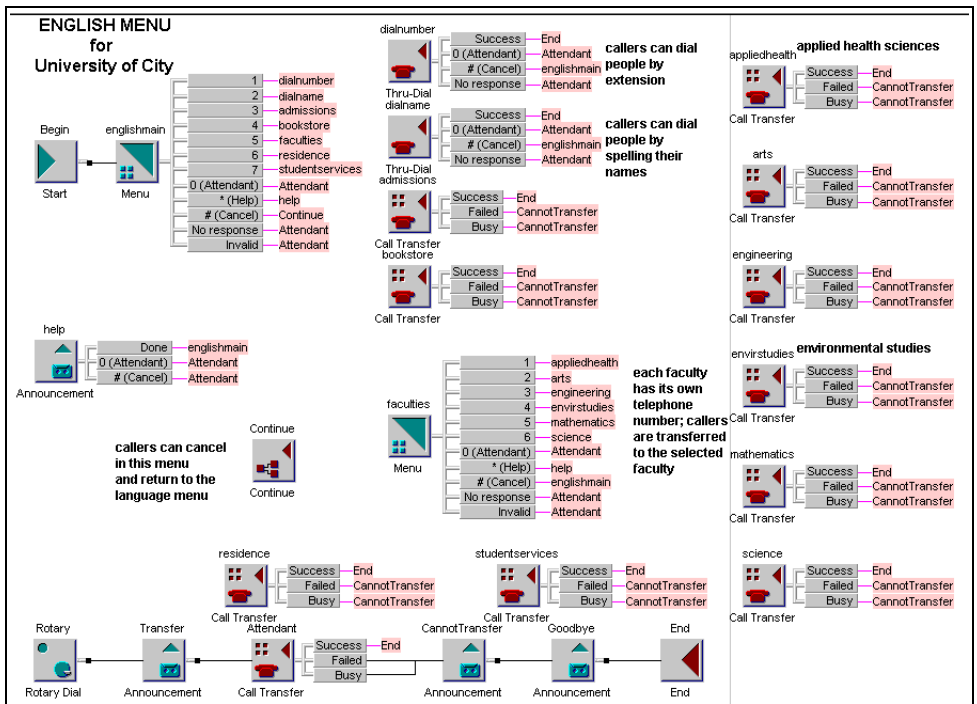 ENGLISH MENU
for
University of City
Begin
Start
englishmain
Menu
1 dialnumber
2 dialname
3 admissions
4 bookstore
5 faculties
6 residence
7 studentservices
0 (Attendant) Attendant
* (Help) help
# (Cancel) Continue
No response Attendant
Invalid Attendant
dialnumber
Success End
0 (Attendant) Attendant
# (Cancel) englishmain
No response Attendant
Thru-Dial
callers can dial
people by
extension
dialname
Success End
0 (Attendant) Attendant
# (Cancel) englishmain
No response Attendant
Thru-Dial
callers can dial
people by
spelling their
names
admissions
Success End
Failed CannotTransfer
Busy CannotTransfer
Call Transfer
bookstore
Success End
Failed CannotTransfer
Busy CannotTransfer
Call Transfer
help
Done englishmain
0 (Attendant) Attendant
# (Cancel) Attendant
Announcement
callers can cancel
in this menu
and return to the
language menu
Continue
Continue
faculties
Menu
1 appliedhealth
2 arts
3 engineering
4 envirstudies
5 mathematics
6 science
0 (Attendant) Attendant
* (Help) help
# (Cancel) englishmain
No response Attendant
Invalid Attendant
each faculty
has its own
telephone
number; callers
are transferred
to the selected
faculty
appliedhealth
applied health sciences
Success End
Failed CannotTransfer
Busy CannotTransfer
Call Transfer
arts
Success End
Failed CannotTransfer
Busy CannotTransfer
Call Transfer
engineering
Success End
Failed CannotTransfer
Busy CannotTransfer
Call Transfer
envirstudies
environmental studies
Success End
Failed CannotTransfer
Busy CannotTransfer
Call Transfer
mathematics
Success End
Failed CannotTransfer
Busy CannotTransfer
Call Transfer
science
Success End
Failed CannotTransfer
Busy CannotTransfer
Call Transfer
residence
Success End
Failed CannotTransfer
Busy CannotTransfer
Call Transfer
studentservices
Success End
Failed CannotTransfer
Busy CannotTransfer
Call Transfer
Rotary
Rotary Dial
Transfer
Announcement
Attendant
Success End
Failed
Busy
Call Transfer
CannotTransfer
Announcement
Goodbye
Announcement
End
End